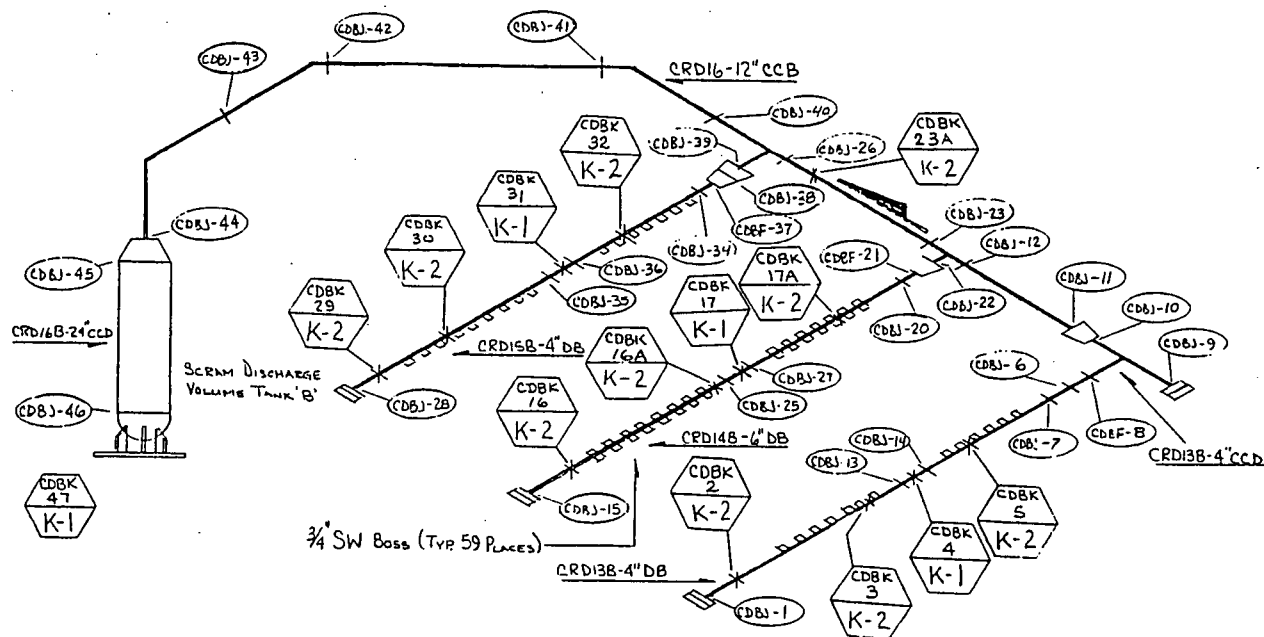 CDBJ-42
CDBJ-41
CDBJ-43
CRD16-12"CCB
CDBJ-40
CDBK
32
K-2
CDBJ-39
CDBJ-26
CDBK
23A
K-2
CDBK
31
K-1
CDBJ-38
CDBJ-44
CDBF-37
CDBJ-23
CDBK
30
K-2
CDBJ-34
CDBJ-12
CDBJ-45
CDBJ-36
CDBF-21
CDBJ-11
CDBK
17A
K-2
CDBJ-35
CDBJ-22
CDBK
29
K-2
CDBK
17
K-1
CDBJ-10
CRD16B-24"CCD
CDBJ-20
CDBJ-9
CRD15B-4"DB
CDBK
16A
K-2
SCRAM DISCHARGE
VOLUME TANK 'B'
CDBJ-6
CDBJ-27
CDBJ-28
CDBJ-25
CDBK
16
K-2
CDBJ-46
CDBJ-7
CDBF-8
CRD14B-6"DB
CDBJ-14
CRD13B-4"CCD
CDBJ-13
CDBK
47
K-1
CDBK
2
K-2
CDBJ-15
CDBK
5
K-2
3/4" SW BOSS (TYP. 59 PLACES)
CDBK
4
K-1
CRD13B-4"DB
CDBK
3
K-2
CDBJ-1